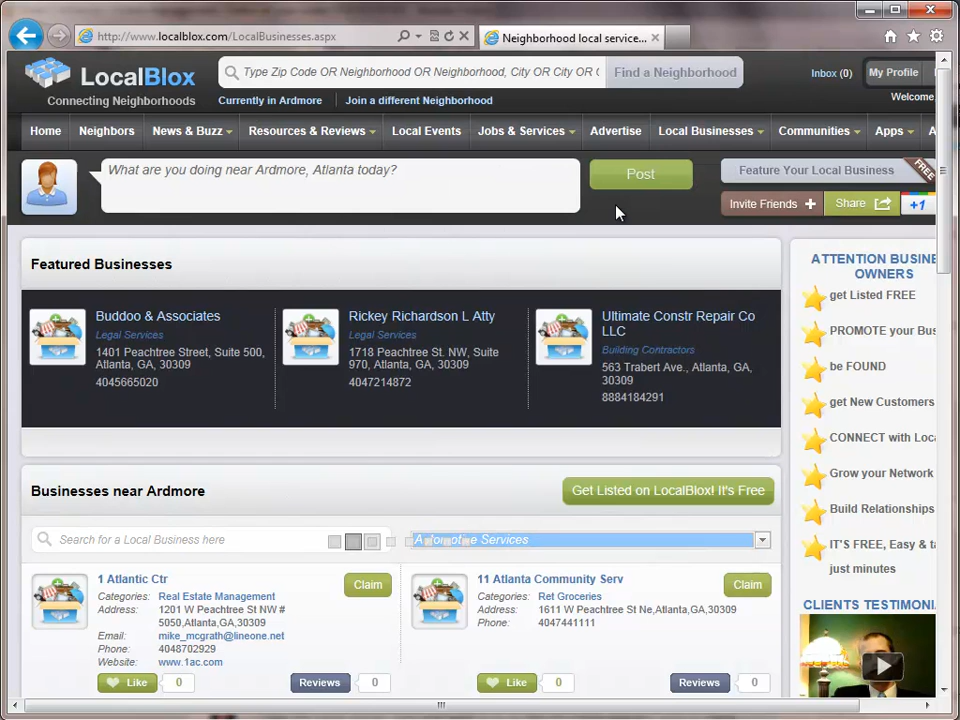 http://www.localblox.com/LocalBusinesses.aspx
Neighborhood local service...
LocalBlox
Connecting Neighborhoods
Type Zip Code OR Neighborhood OR Neighborhood, City OR City OR (
Find a Neighborhood
Inbox (0)
My Profile
Currently in Ardmore
Join a different Neighborhood
Welcome
Home
Neighbors
News & Buzz
Resources & Reviews
Local Events
Jobs & Services
Advertise
Local Businesses
Communities
Apps
A
What are you doing near Ardmore, Atlanta today?
Post
Feature Your Local Business
FREE
Invite Friends +
Share
+1
Featured Businesses
Buddoo & Associates
Legal Services
1401 Peachtree Street, Suite 500,
Atlanta, GA, 30309
4045665020
Rickey Richardson L Atty
Legal Services
1718 Peachtree St. NW, Suite
970, Atlanta, GA, 30309
4047214872
Ultimate Constr Repair Co
LLC
Building Contractors
563 Trabert Ave., Atlanta, GA,
30309
8884184291
Businesses near Ardmore
Get Listed on LocalBlox! It's Free
Search for a Local Business here
Automotive Services
1 Atlantic Ctr
Claim
Categories: Real Estate Management
Address: 1201 W Peachtree St NW #
5050,Atlanta,GA,30309
Email: mike_mcgrath@lineone.net
Phone: 4048702929
Website: www.1ac.com
Like 0
Reviews 0
11 Atlanta Community Serv
Claim
Categories: Ret Groceries
Address: 1611 W Peachtree St Ne,Atlanta,GA,30309
Phone: 4047441111
Like 0
Reviews 0
ATTENTION BUSINE
OWNERS
get Listed FREE
PROMOTE your Bus
be FOUND
get New Customers
CONNECT with Loca
Grow your Network
Build Relationships
IT'S FREE, Easy & ta
just minutes
CLIENTS TESTIMONIA